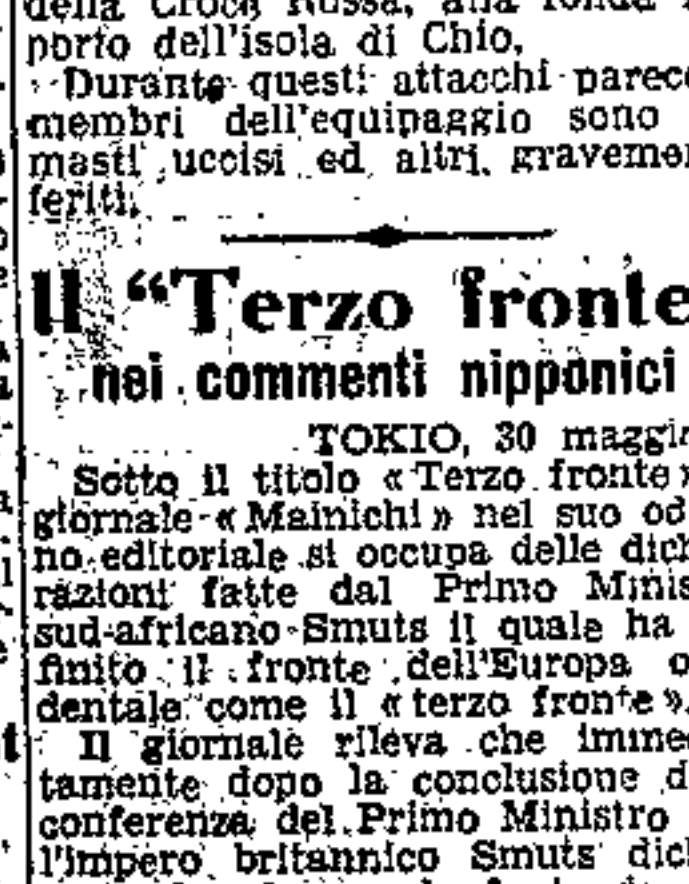 della Croce Rossa, alla fonda
porto dell'isola di Chio.
Durante questi attacchi parecc
membri dell'equipaggio sono
masti uccisi ed altri gravemen
feriti.
Il “Terzo fronte
nei commenti nipponici
TOKIO, 30 maggio
Sotto il titolo «Terzo fronte»
giornale «Mainichi» nel suo od
no editoriale si occupa delle dich
razioni fatte dal Primo Minis
sud-africano Smuts il quale ha
finito il fronte dell'Europa o
dentale come il «terzo fronte».
Il giornale rileva che imme
tamente dopo la conclusione d
conferenza del Primo Ministro
l'impero britannico Smuts dich